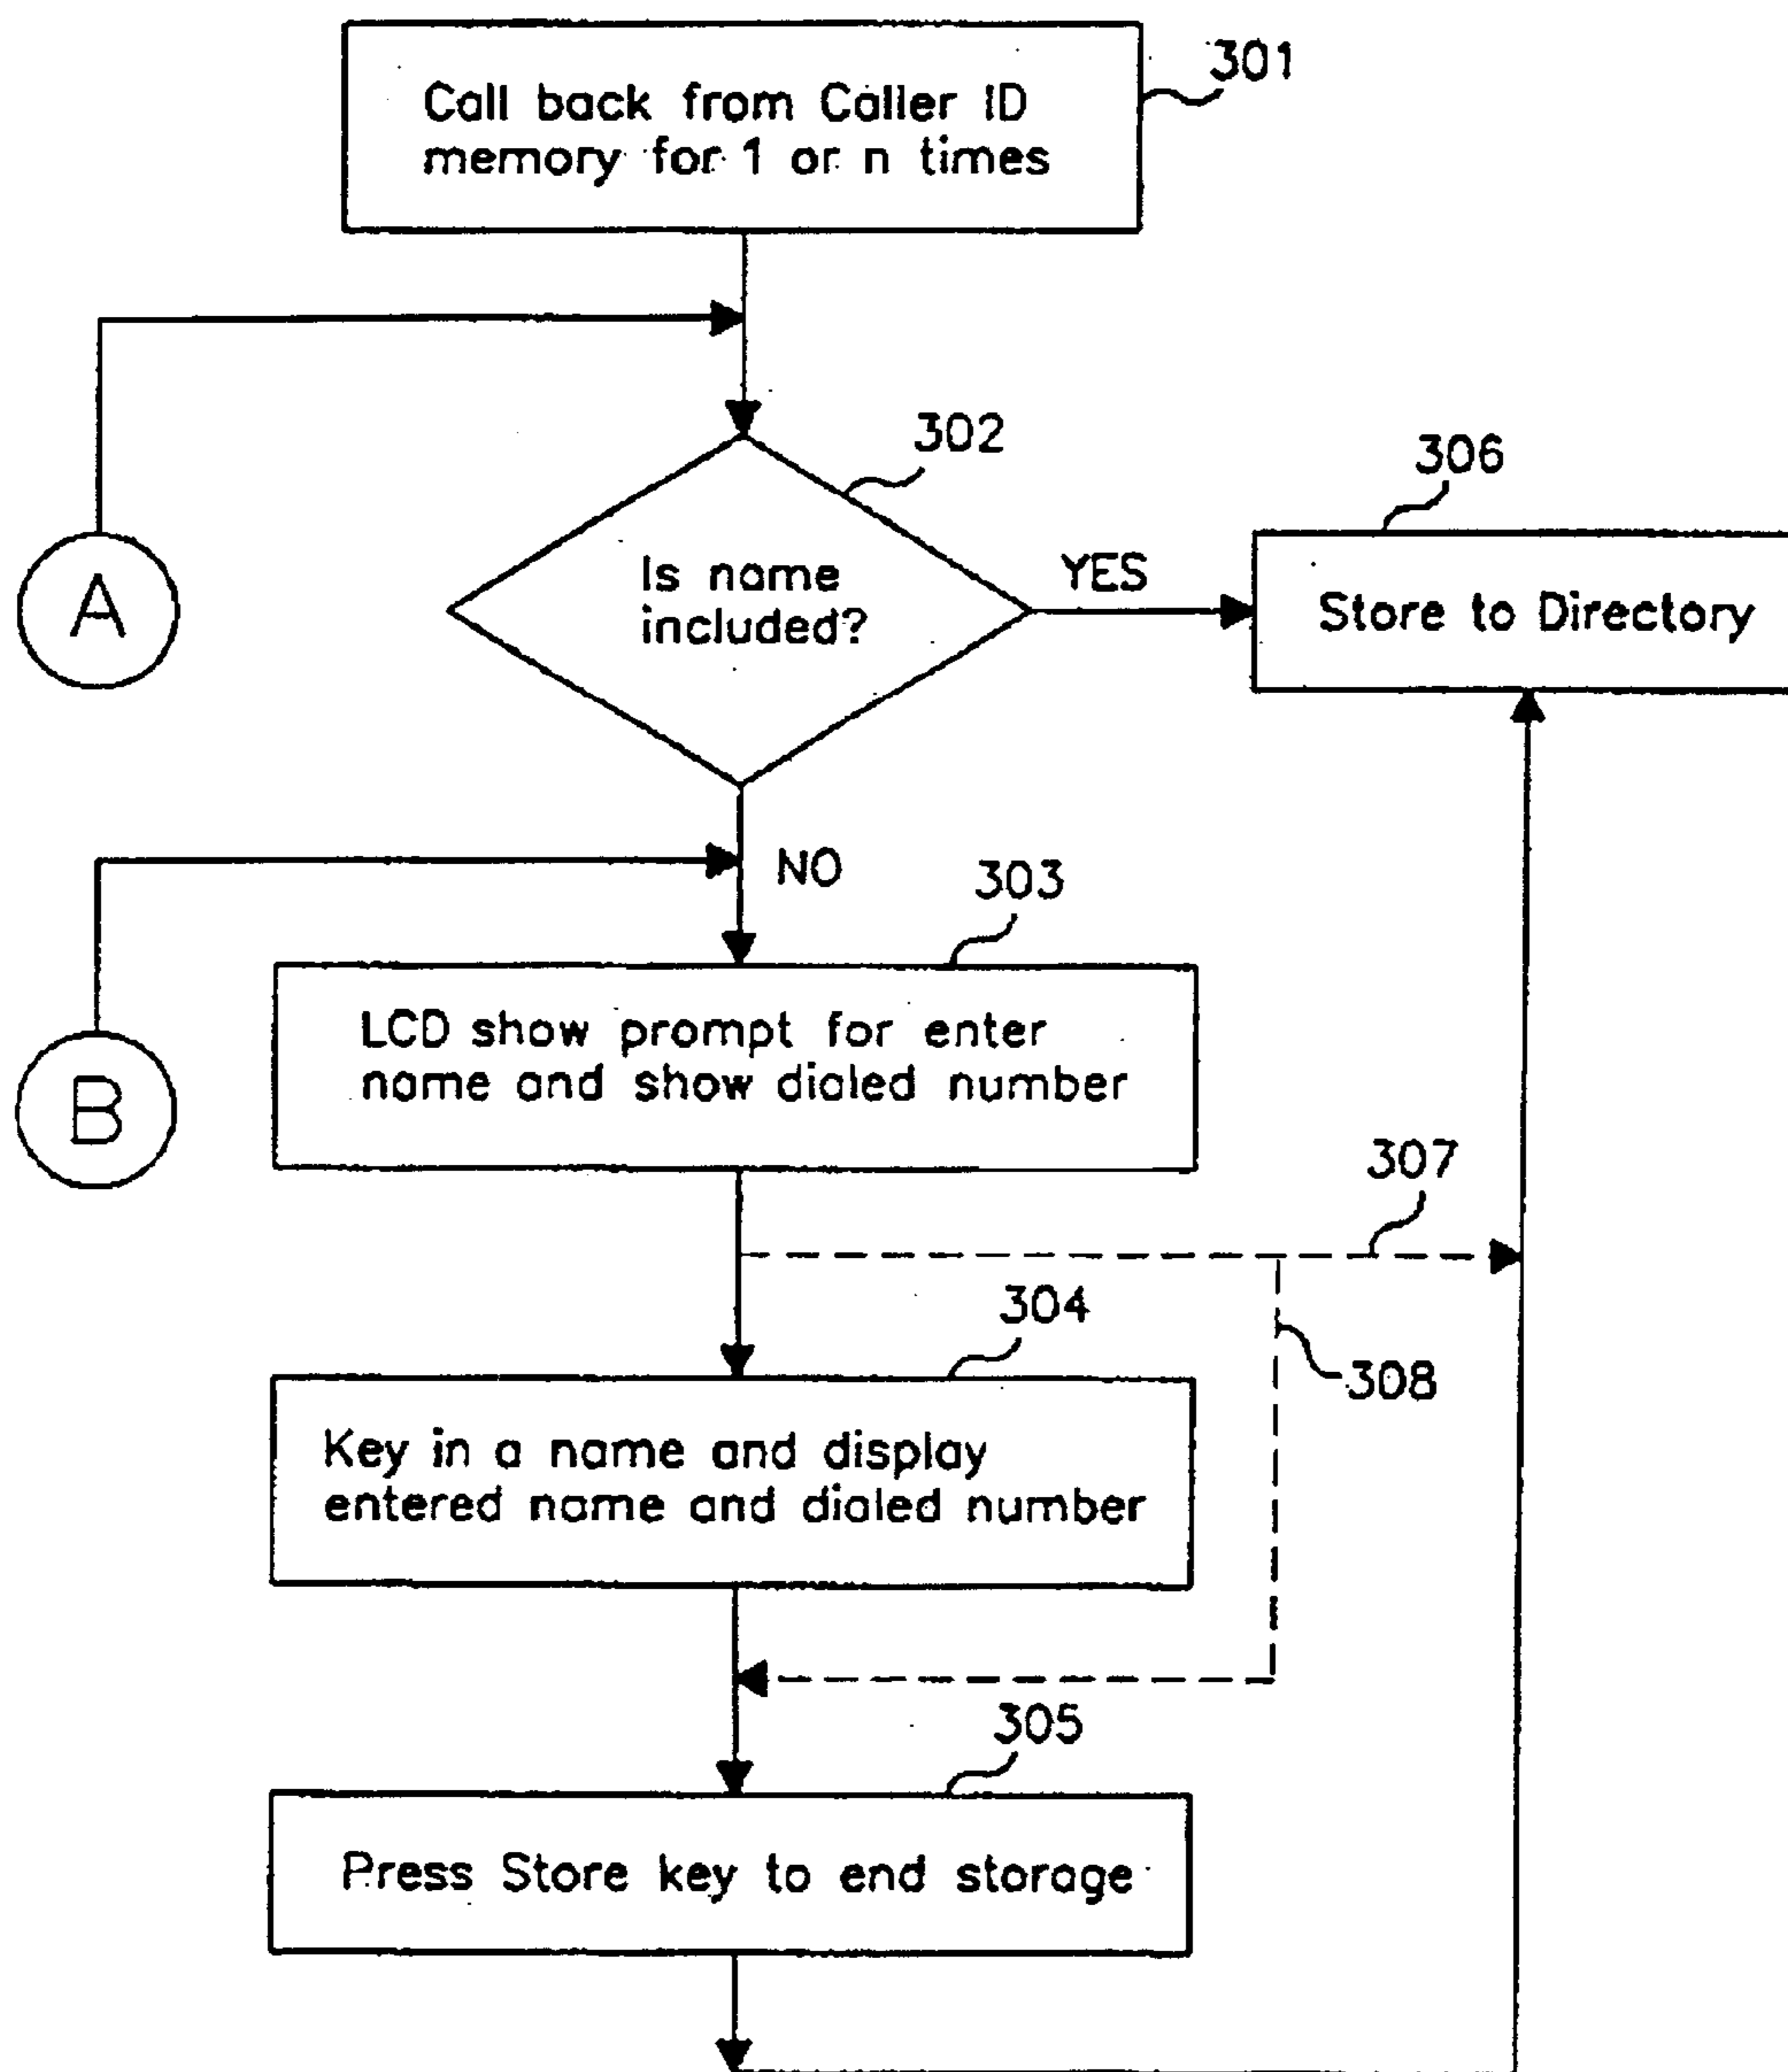 301
Call back from Caller ID
memory for 1 or n times
302
306
A
Is name
included?
YES
Store to Directory
NO
303
B
LCD show prompt for enter
name and show dialed number
307
304
308
Key in a name and display
entered name and dialed number
305
Press Store key to end storage